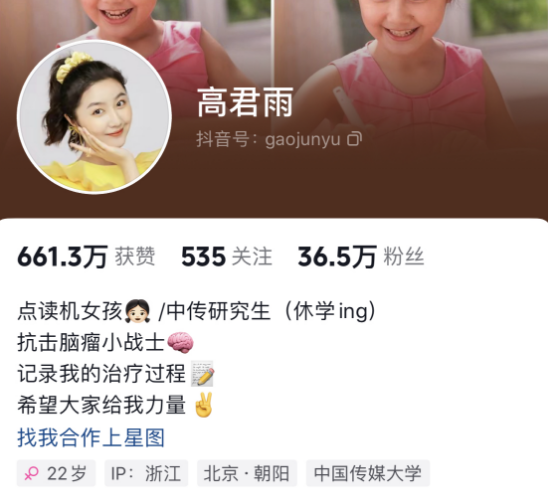 高君雨
抖音号：gaojunyu
661.3万 获赞 535 关注 36.5万 粉丝
点读机女孩👧🏻 /中传研究生（休学ing）
抗击脑瘤小战士🧠
记录我的治疗过程📝
希望大家给我力量✌️
找我合作上星图
♀ 22岁 IP：浙江 北京·朝阳 中国传媒大学